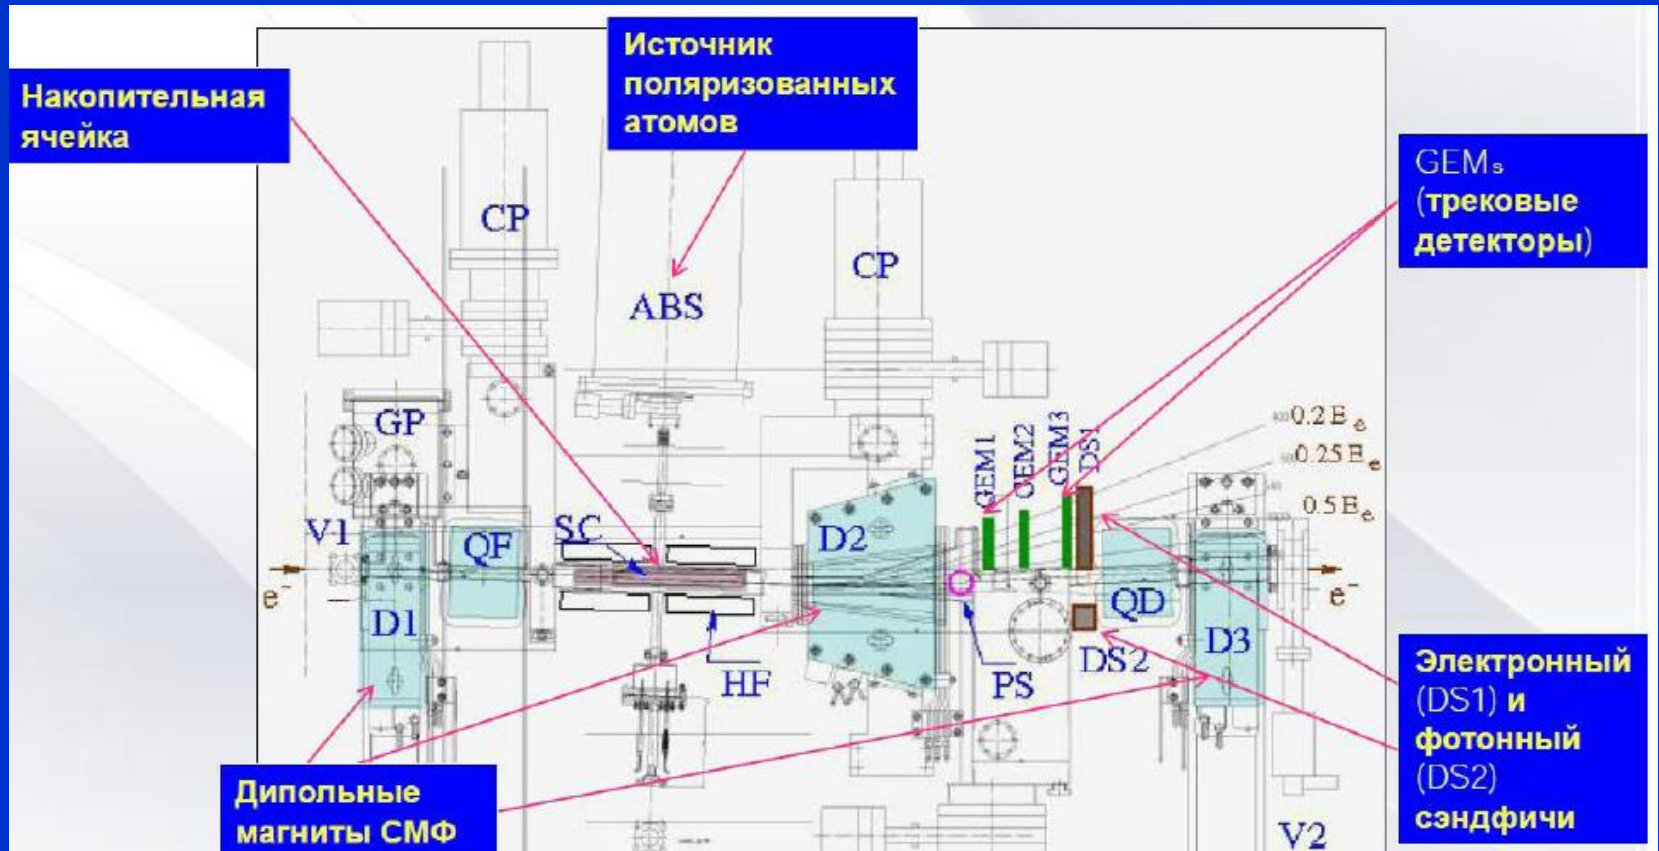 Накопительная
ячейка
Источник
поляризованных
атомов
GEMs
(трековые
детекторы)
CP
CP
ABS
GP
GEM1
GEM2
GEM3
DS1
0.2 E e
0.25 E e
0.5 E e
V1
QF
SC
D2
e-
e-
D1
QD
D3
HF
PS
DS2
Электронный
(DS1) и
фотонный
(DS2)
сэндфичи
Дипольные
магниты СМФ
V2